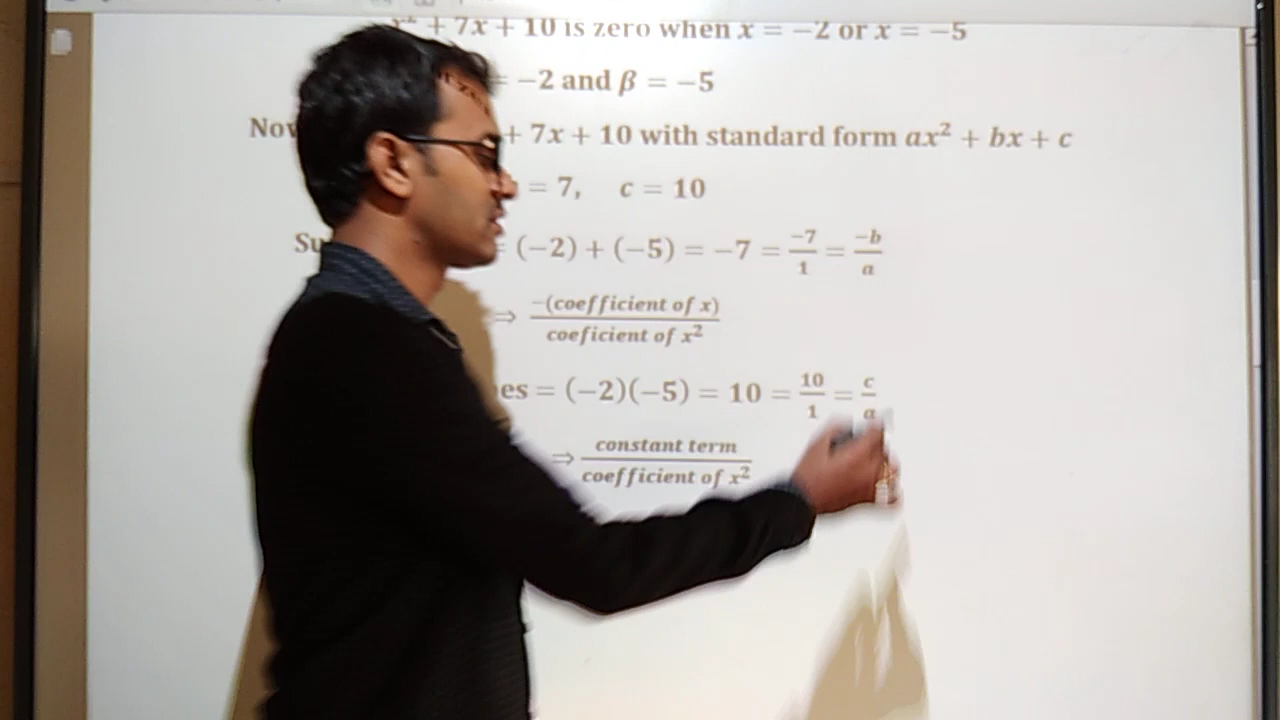 x² + 7x + 10 is zero when x = −2 or x = −5
= −2 and β = −5
+ 7x + 10 with standard form ax² + bx + c
= 7, c = 10
= (−2) + (−5) = −7 = −7/1 = −b/a
⇒ −(coefficient of x)/coeficient of x²
es = (−2)(−5) = 10 = 10/1 = c/a
⇒ constant term/coefficient of x²